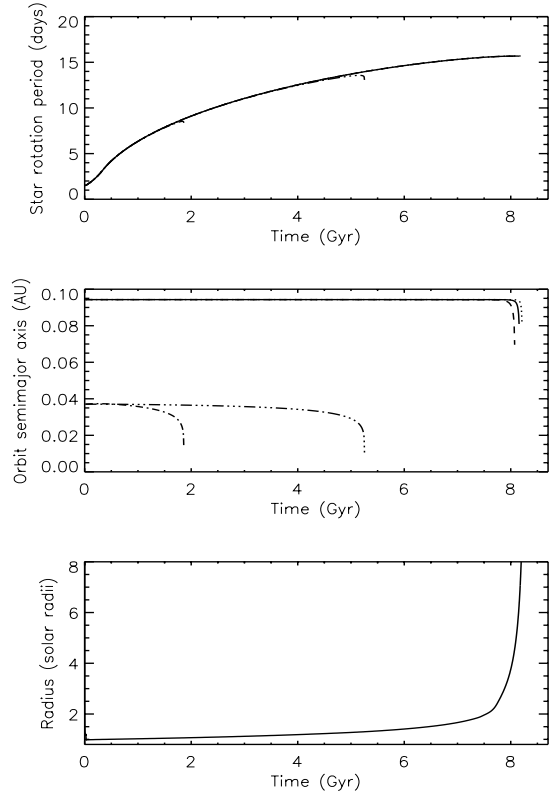 Star rotation period (days)
20
15
10
5
0
0 2 4 6 8
Time (Gyr)
Orbit semimajor axis (AU)
0.10
0.08
0.06
0.04
0.02
0.00
0 2 4 6 8
Time (Gyr)
Radius (solar radii)
8
6
4
2
0 2 4 6 8
Time (Gyr)